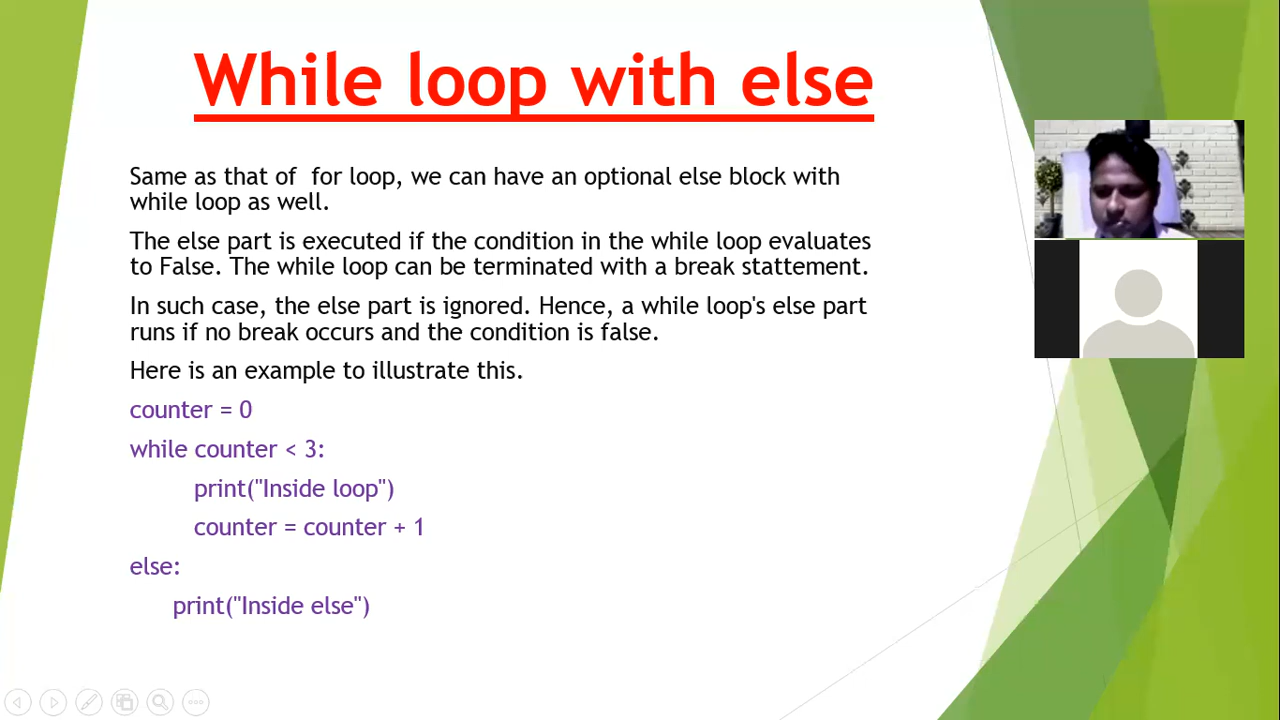 While loop with else
Same as that of  for loop, we can have an optional else block with
while loop as well.
The else part is executed if the condition in the while loop evaluates
to False. The while loop can be terminated with a break stattement.
In such case, the else part is ignored. Hence, a while loop's else part
runs if no break occurs and the condition is false.
Here is an example to illustrate this.
counter = 0
while counter < 3:
print("Inside loop")
counter = counter + 1
else:
print("Inside else")